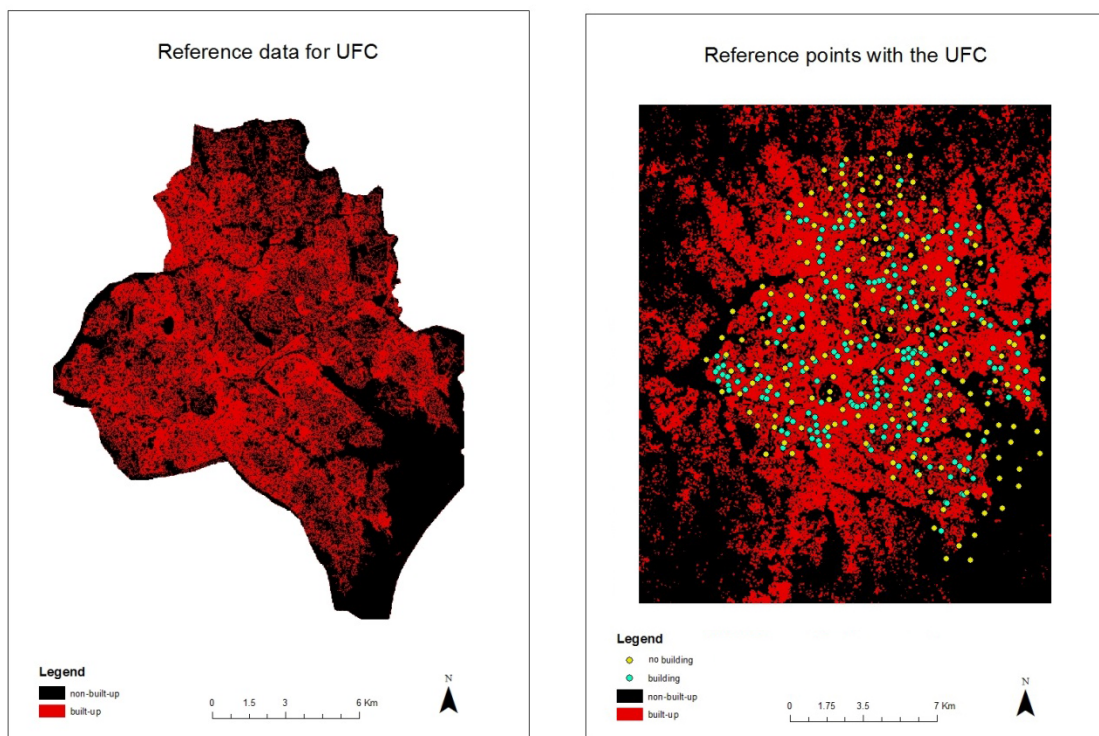 Reference data for UFC
Legend
non-built-up
built-up
0 1.5 3 6 Km
N
Reference points with the UFC
Legend
no building
building
non-built-up
built-up
0 1.75 3.5 7 Km
N